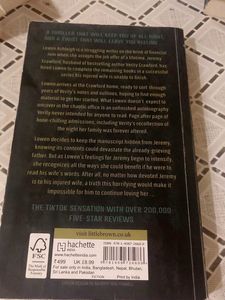 A THRILLER THAT WILL KEEP YOU UP ALL NIGHT,
AND A TWIST THAT WILL LEAVE YOU REELING
Lowen Ashleigh is a struggling writer on the brink of financial
ruin when she accepts the job offer of a lifetime. Jeremy
Crawford, husband of bestselling author Verity Crawford, has
hired Lowen to complete the remaining books in a successful
series his injured wife is unable to finish.
Lowen arrives at the Crawford home, ready to sort through
years of Verity's notes and outlines, hoping to find enough
material to get her started. What Lowen doesn't expect to
uncover in the chaotic office is an unfinished autobiography
Verity never intended for anyone to read. Page after page of
bone-chilling admissions, including Verity's recollection of
the night her family was forever altered.
Lowen decides to keep the manuscript hidden from Jeremy,
knowing its contents could devastate the already grieving
father. But as Lowen's feelings for Jeremy begin to intensify,
she recognises all the ways she could benefit if he were to
read his wife's words. After all, no matter how devoted Jeremy
is to his injured wife, a truth this horrifying would make it
impossible for him to continue loving her...
THE TIKTOK SENSATION WITH OVER 200,000
FIVE-STAR REVIEWS
visit littlebrown.co.uk
FSC
hachette
INDIA
www.hachetteindia.com
₹499 UK £8.99
For sale only in India,
Bangladesh, Nepal, Bhutan,
Sri Lanka and Pakistan
FICTION